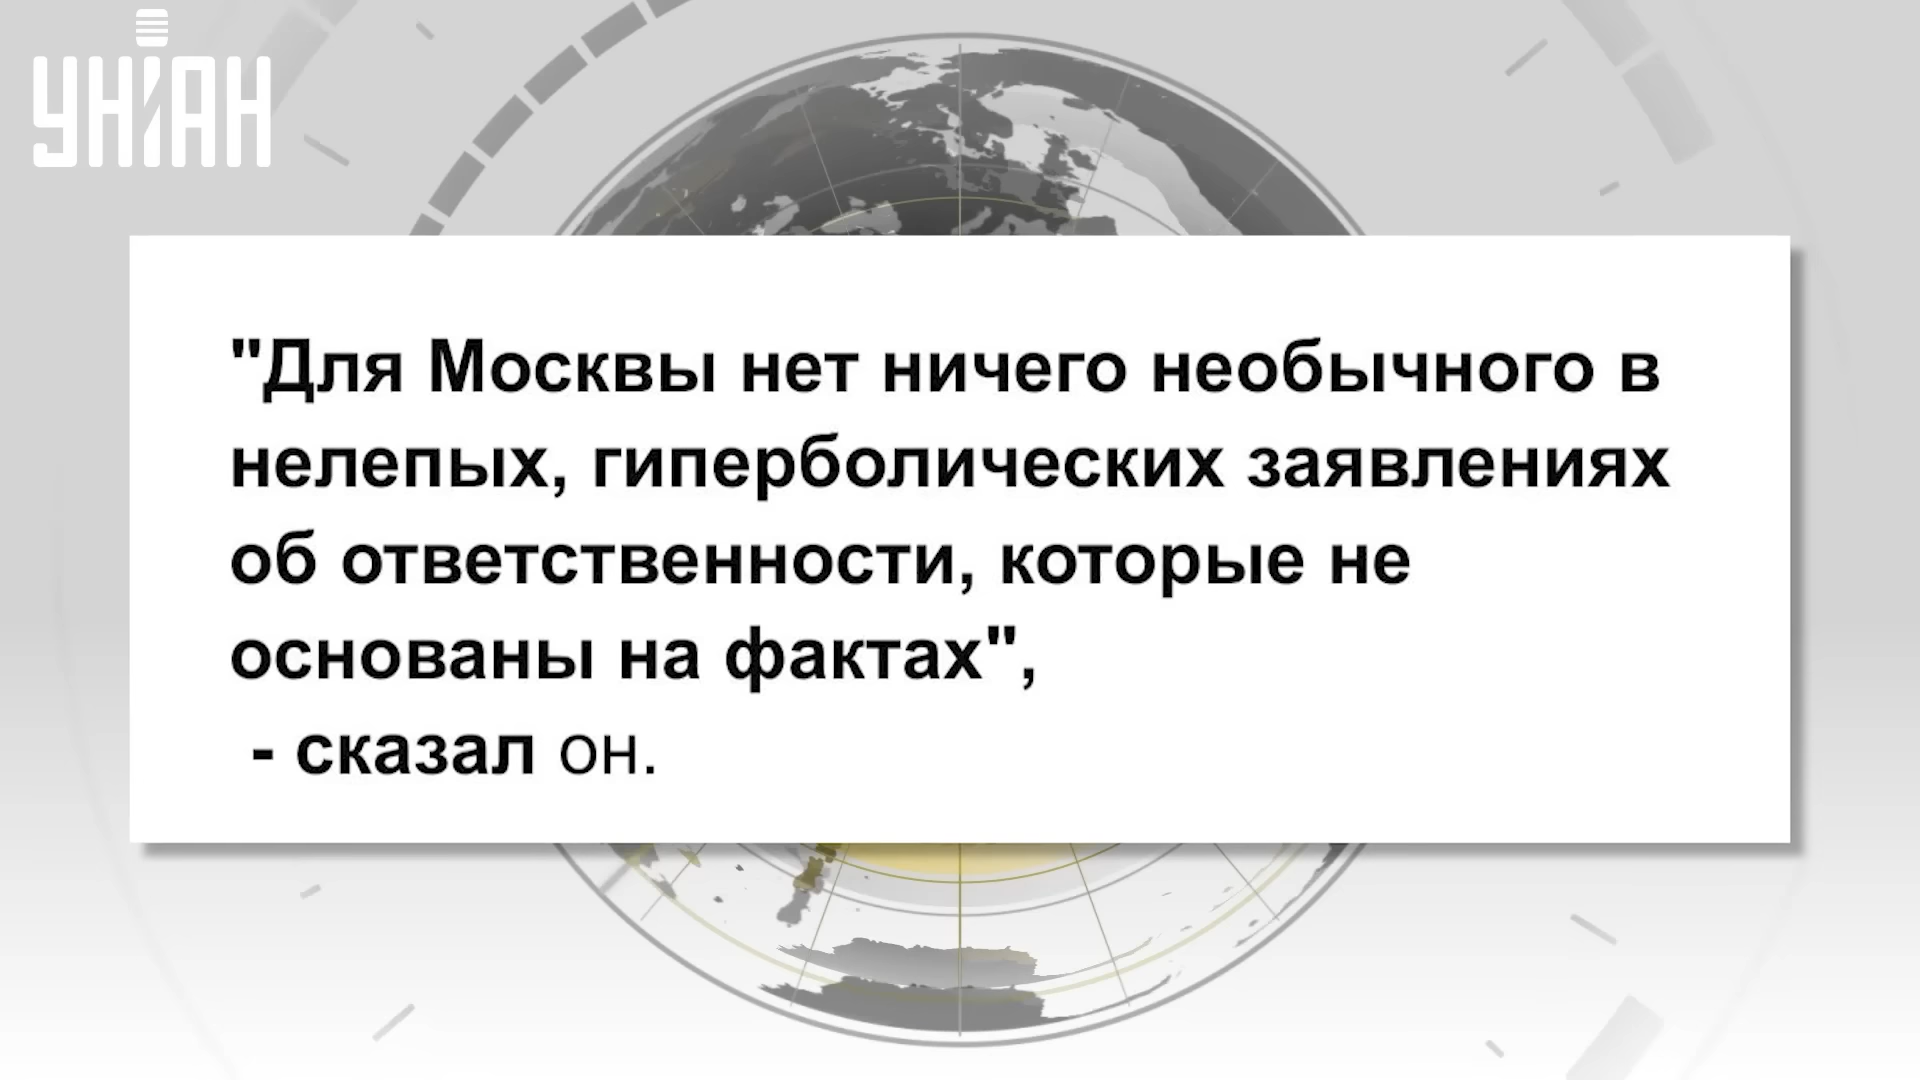 УНІАН
"Для Москвы нет ничего необычного в
нелепых, гиперболических заявлениях
об ответственности, которые не
основаны на фактах",
- сказал он.